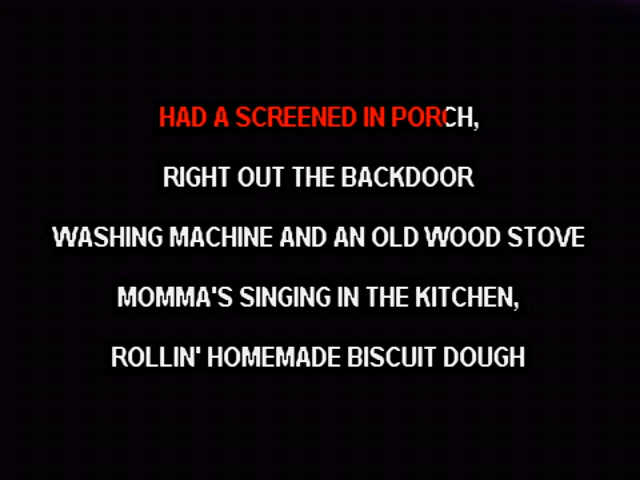 HAD A SCREENED IN PORCH,
RIGHT OUT THE BACKDOOR
WASHING MACHINE AND AN OLD WOOD STOVE
MOMMA'S SINGING IN THE KITCHEN,
ROLLIN' HOMEMADE BISCUIT DOUGH